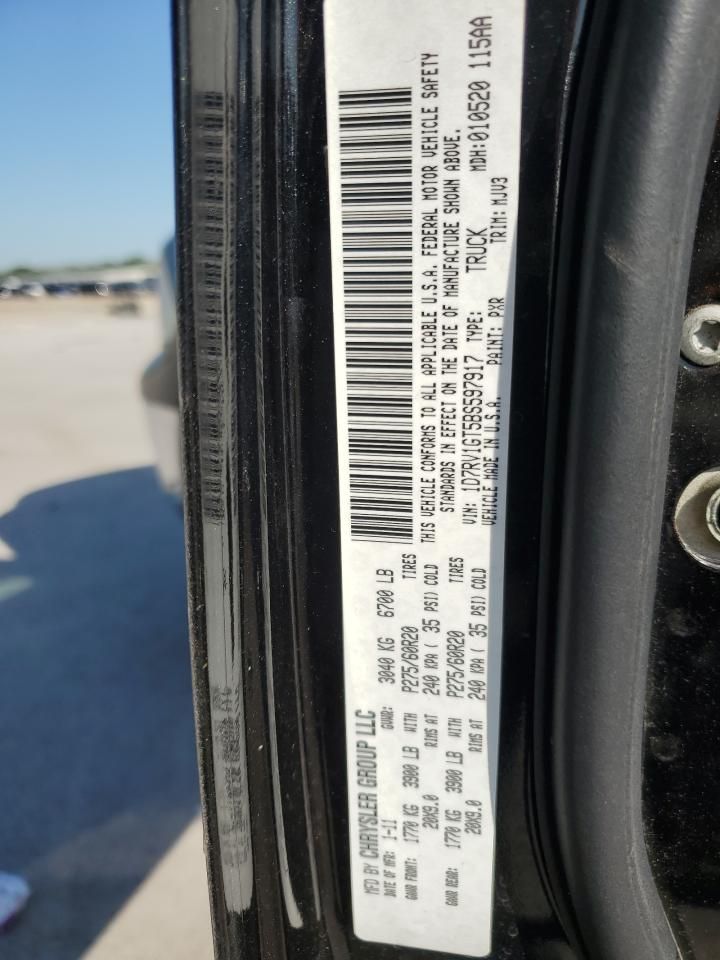 MFD BY CHRYSLER GROUP LLC
DATE OF MFR: 1-11 GVWR: 3040 KG 6700 LB
GAWR FRONT: 1770 KG 3900 LB WITH P275/60R20 TIRES
20X9.0 RIMS AT 240 KPA ( 35 PSI) COLD
GAWR REAR: 1770 KG 3900 LB WITH P275/60R20 TIRES
20X9.0 RIMS AT 240 KPA ( 35 PSI) COLD
THIS VEHICLE CONFORMS TO ALL APPLICABLE U.S.A. FEDERAL MOTOR VEHICLE SAFETY
STANDARDS IN EFFECT ON THE DATE OF MANUFACTURE SHOWN ABOVE.
VIN: 1D7RV1GT5BS597917 TYPE: TRUCK MDH:010520 115AA
VEHICLE MADE IN U.S.A. PAINT: PXR TRIM: MJV3